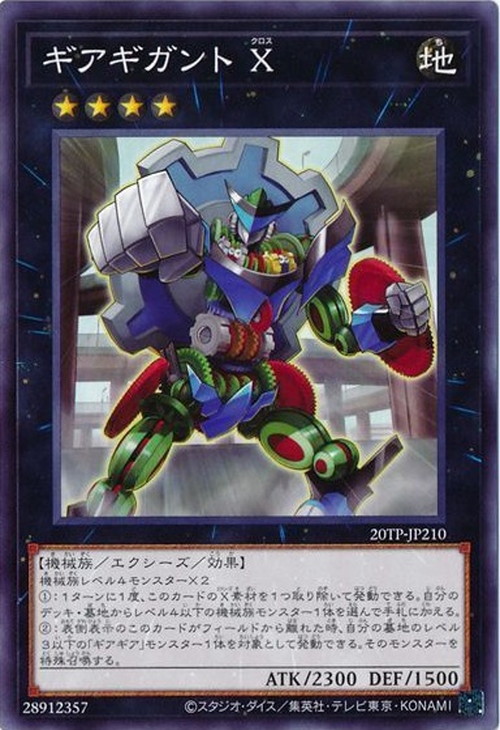 クロス
ギアギガント X
ち
地
20TP-JP210
【機械族／エクシーズ／効果】
機械族レベル4モンスター×2
①：1ターンに1度、このカードのX素材を1つ取り除いて発動できる。自分の
デッキ・墓地からレベル4以下の機械族モンスター1体を選んで手札に加える。
②：表側表示のこのカードがフィールドから離れた時、自分の墓地のレベル
3以下の「ギアギア」モンスター1体を対象として発動できる。そのモンスターを
特殊召喚する。
ATK/2300 DEF/1500
28912357
©スタジオ・ダイス／集英社・テレビ東京・KONAMI